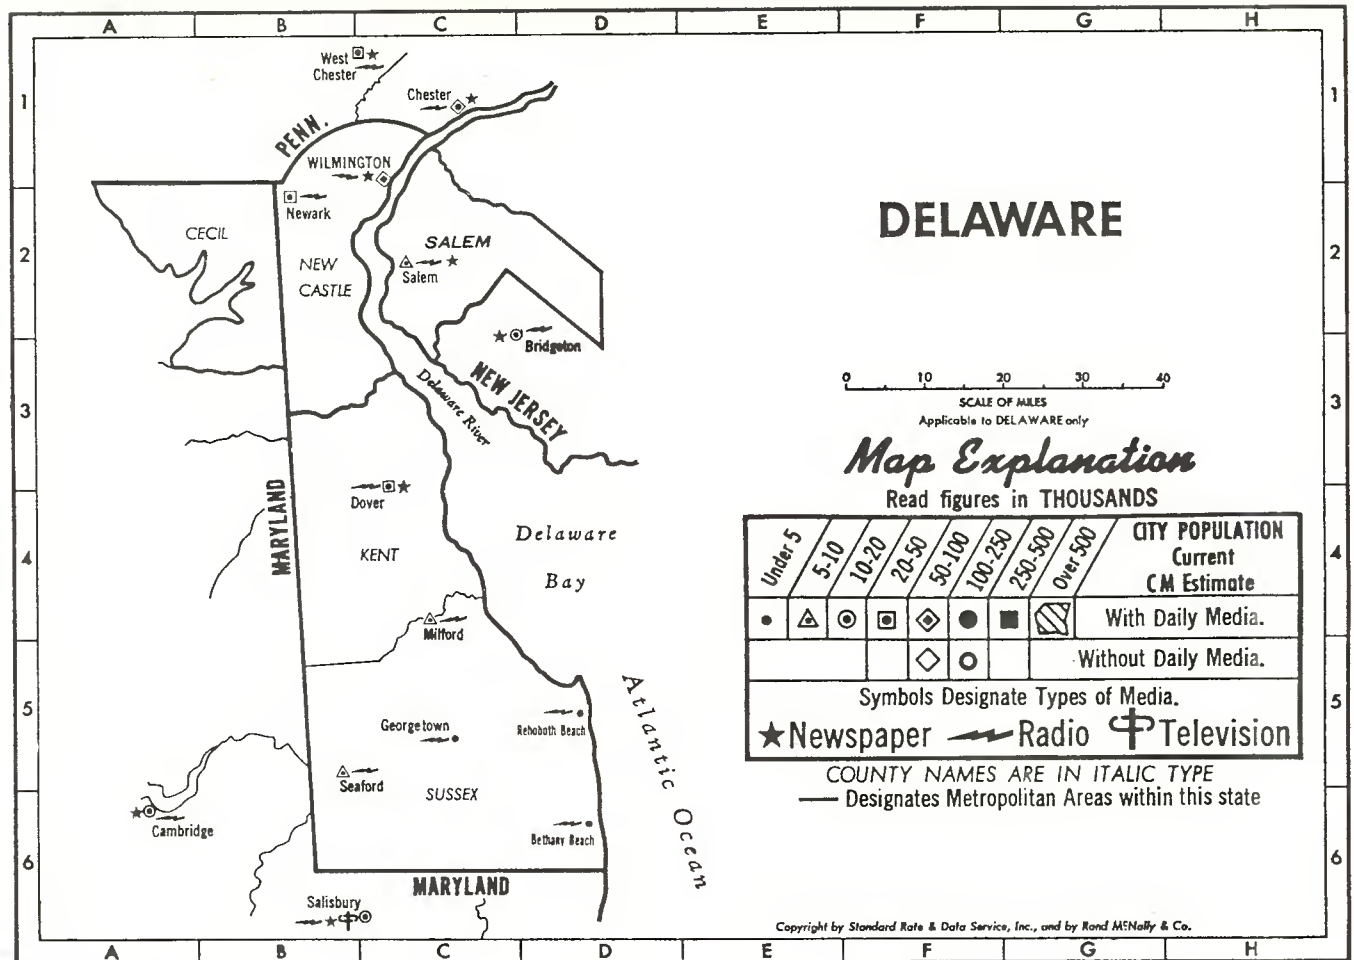 A B C D E F G H
1
2
3
4
5
6
West
Chester
Chester
PENN.
WILMINGTON
Newark
CECIL
NEW
CASTLE
SALEM
Salem
Bridgeton
NEW JERSEY
Delaware River
MARYLAND
Dover
KENT
Delaware
Bay
Milford
Georgetown
Rehoboth Beach
Seaford
SUSSEX
Bethany Beach
Atlantic Ocean
Cambridge
MARYLAND
Salisbury
DELAWARE
0 10 20 30 40
SCALE OF MILES
Applicable to DELAWARE only
Map Explanation
Read figures in THOUSANDS
Under 5 5-10 10-20 20-50 50-100 100-250 250-500 Over 500
CITY POPULATION
Current
CM Estimate
With Daily Media.
Without Daily Media.
Symbols Designate Types of Media.
Newspaper Radio Television
COUNTY NAMES ARE IN ITALIC TYPE
Designates Metropolitan Areas within this state
Copyright by Standard Rate & Data Service, Inc., and by Rand McNally & Co.
1
2
3
4
5
6
A B C D E F G H